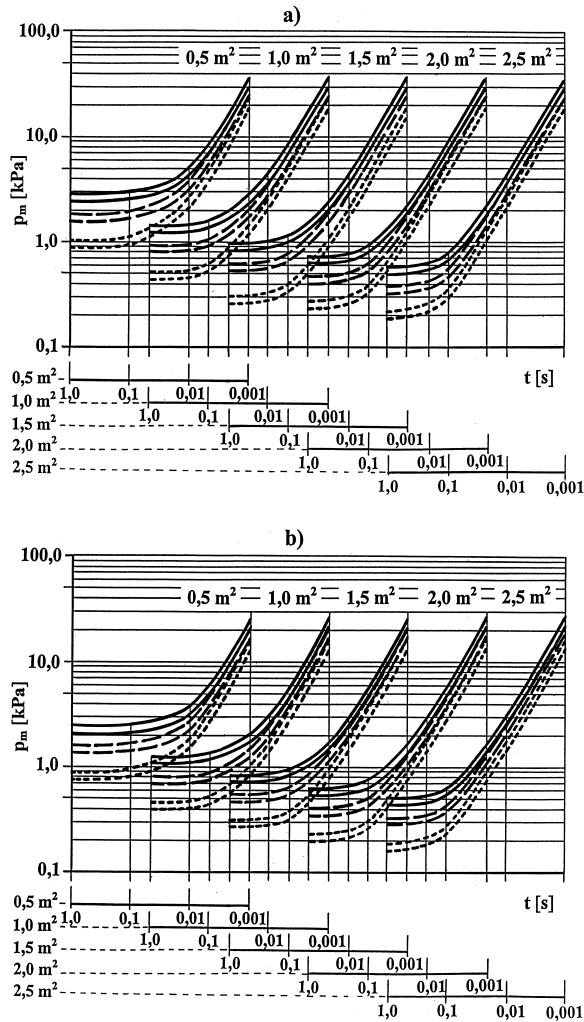 a)
100,0
0,5 m² 1,0 m² 1,5 m² 2,0 m² 2,5 m²
10,0
pₘ [kPa]
1,0
0,1
t [s]
0,5 m²
1,0 0,1 0,01 0,001
1,0 m²
1,0 0,1 0,01 0,001
1,5 m²
1,0 0,1 0,01 0,001
2,0 m²
1,0 0,1 0,01 0,001
2,5 m²
1,0 0,1 0,01 0,001
b)
100,0
0,5 m² 1,0 m² 1,5 m² 2,0 m² 2,5 m²
10,0
pₘ [kPa]
1,0
0,1
t [s]
0,5 m²
1,0 0,1 0,01 0,001
1,0 m²
1,0 0,1 0,01 0,001
1,5 m²
1,0 0,1 0,01 0,001
2,0 m²
1,0 0,1 0,01 0,001
2,5 m²
1,0 0,1 0,01 0,001